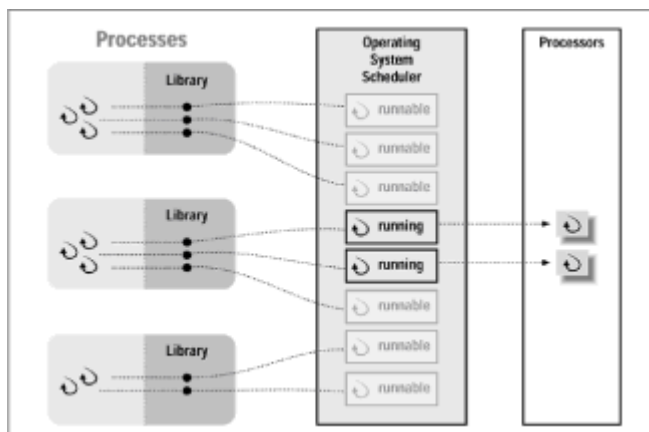 Processes
Operating
System
Scheduler
Processors
Library
runnable
runnable
runnable
Library
running
running
runnable
Library
runnable
runnable